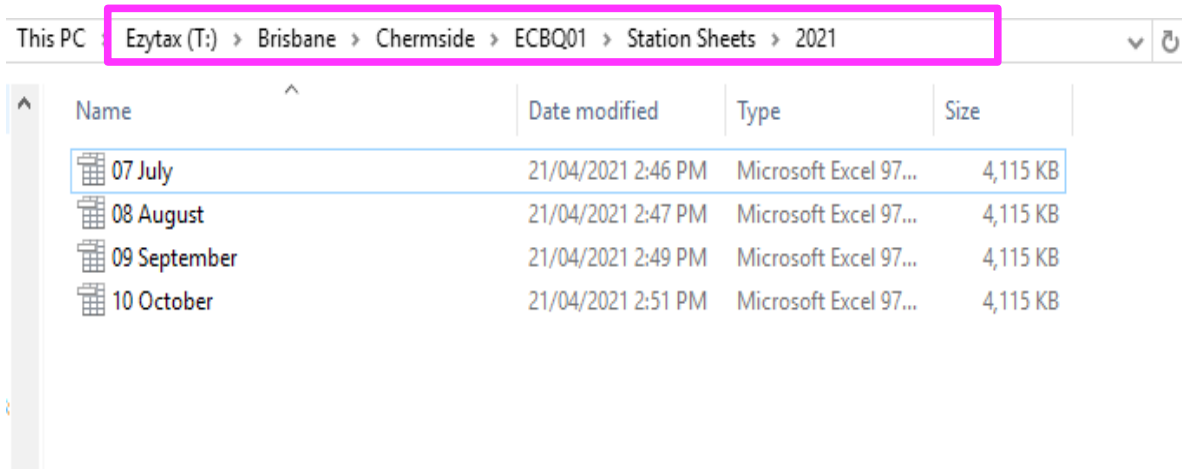 This PC > Ezytax (T:) > Brisbane > Chermside > ECBQ01 > Station Sheets > 2021
Name Date modified Type Size
07 July 21/04/2021 2:46 PM Microsoft Excel 97... 4,115 KB
08 August 21/04/2021 2:47 PM Microsoft Excel 97... 4,115 KB
09 September 21/04/2021 2:49 PM Microsoft Excel 97... 4,115 KB
10 October 21/04/2021 2:51 PM Microsoft Excel 97... 4,115 KB